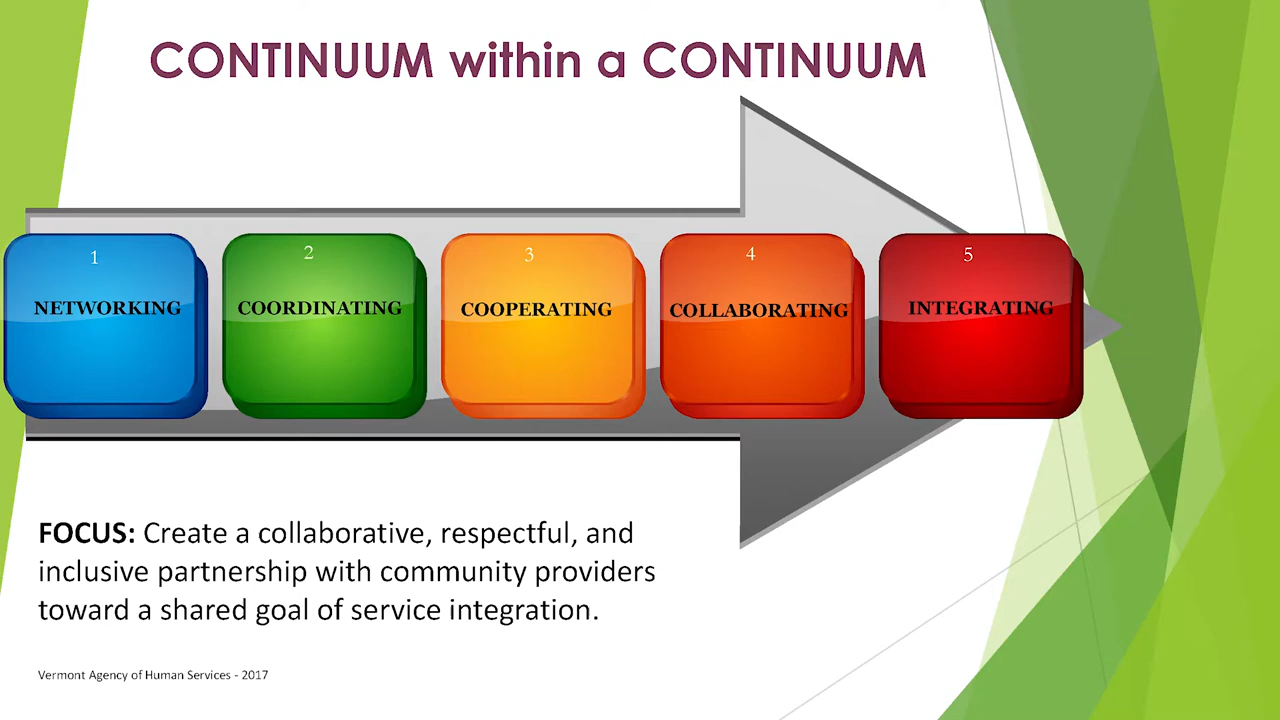 CONTINUUM within a CONTINUUM
1
NETWORKING
2
COORDINATING
3
COOPERATING
4
COLLABORATING
5
INTEGRATING
FOCUS: Create a collaborative, respectful, and
inclusive partnership with community providers
toward a shared goal of service integration.
Vermont Agency of Human Services - 2017